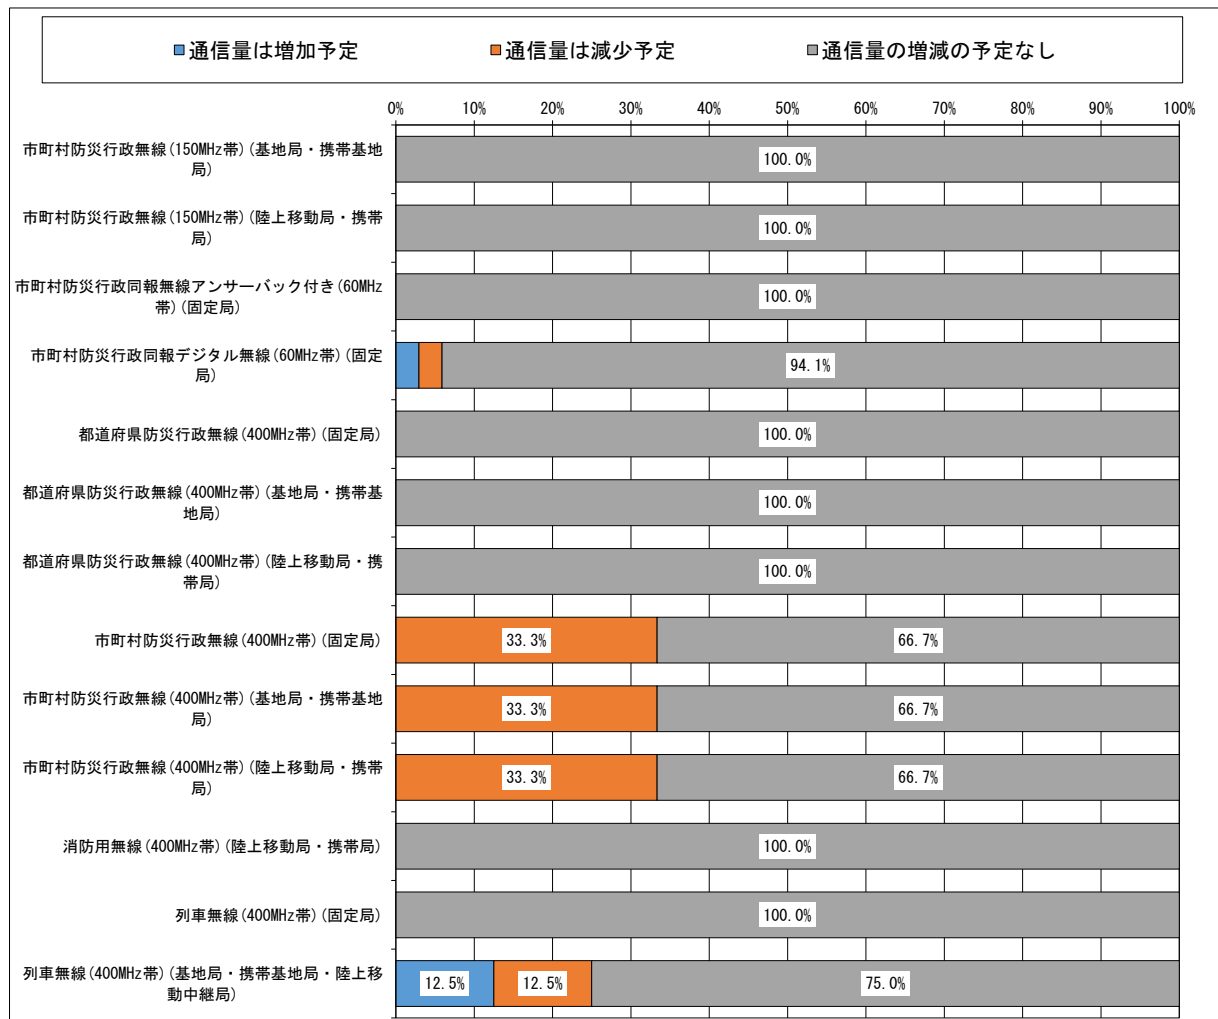 ■通信量は増加予定 ■通信量は減少予定 ■通信量の増減の予定なし
0% 10% 20% 30% 40% 50% 60% 70% 80% 90% 100%
市町村防災行政無線(150MHz帯)(基地局・携帯基地
局)
100.0%
市町村防災行政無線(150MHz帯)(陸上移動局・携帯
局)
100.0%
市町村防災行政同報無線アンサーバック付き(60MHz
帯)(固定局)
100.0%
市町村防災行政同報デジタル無線(60MHz帯)(固定
局)
94.1%
都道府県防災行政無線(400MHz帯)(固定局)
100.0%
都道府県防災行政無線(400MHz帯)(基地局・携帯基
地局)
100.0%
都道府県防災行政無線(400MHz帯)(陸上移動局・携
帯局)
100.0%
市町村防災行政無線(400MHz帯)(固定局)
33.3% 66.7%
市町村防災行政無線(400MHz帯)(基地局・携帯基地
局)
33.3% 66.7%
市町村防災行政無線(400MHz帯)(陸上移動局・携帯
局)
33.3% 66.7%
消防用無線(400MHz帯)(陸上移動局・携帯局)
100.0%
列車無線(400MHz帯)(固定局)
100.0%
列車無線(400MHz帯)(基地局・携帯基地局・陸上移
動中継局)
12.5% 12.5% 75.0%